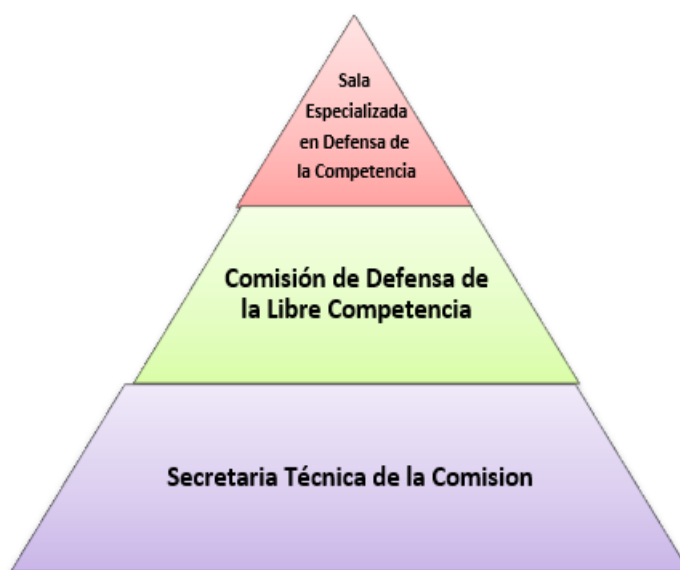 Sala
Especializada
en Defensa de
la Competencia
Comisión de Defensa de
la Libre Competencia
Secretaria Técnica de la Comision